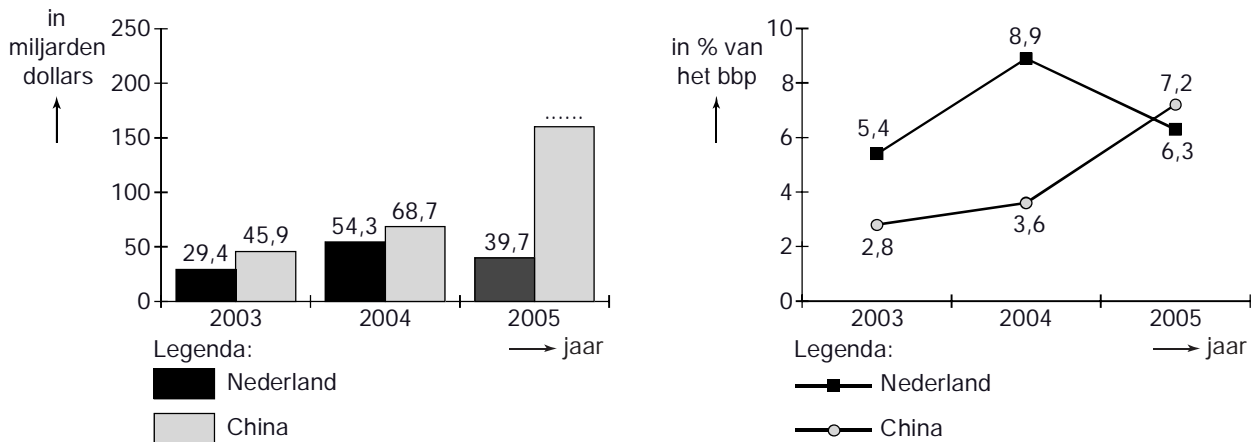 in
miljarden
dollars
250
200
150
100
50
0
29,4
45,9
54,3
68,7
39,7
......
2003
2004
2005
jaar
Legenda:
Nederland
China
in % van
het bbp
10
8
6
4
2
0
5,4
8,9
6,3
2,8
3,6
7,2
2003
2004
2005
jaar
Legenda:
Nederland
China